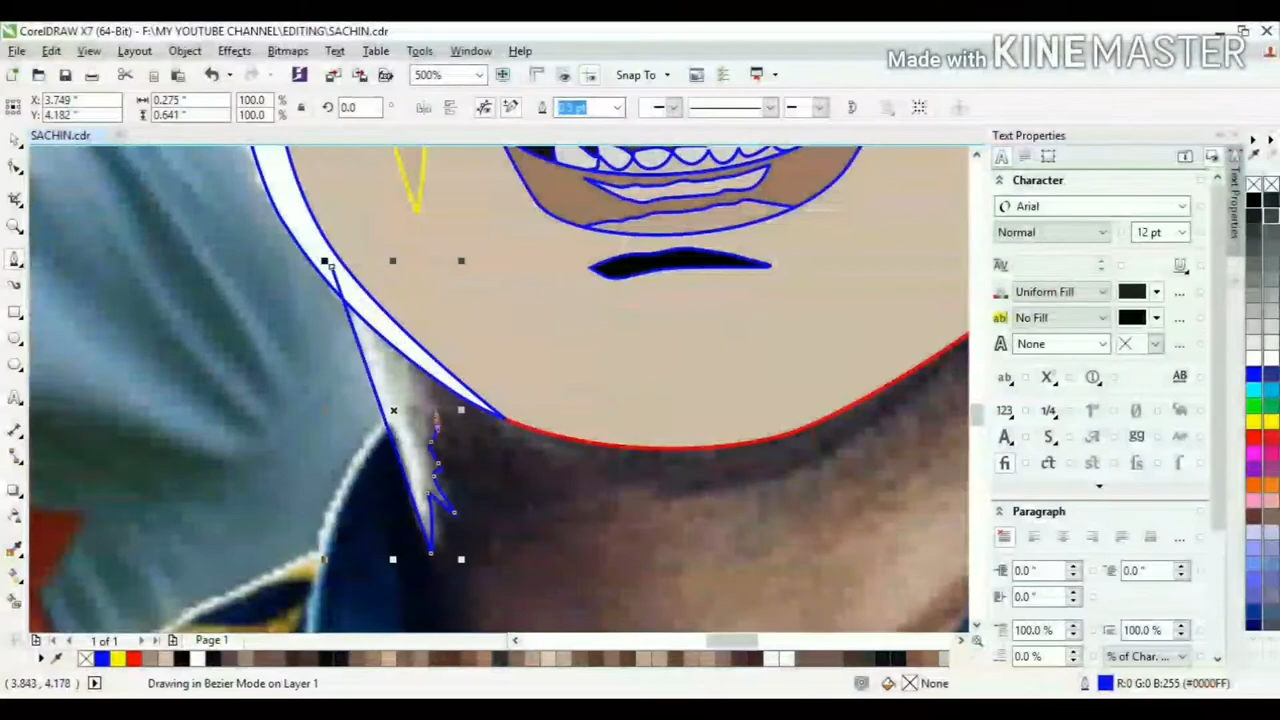 CorelDRAW X7 (64-Bit) - F:\MY YOUTUBE CHANNEL\EDITING\SACHIN.cdr
File Edit View Layout Object Effects Bitmaps Text Table Tools Window Help
Made with KINEMASTER
500% Snap To
X: 3.749 " 0.275 " 100.0 % 0.0 °
Y: 4.182 " 0.641 " 100.0 %
SACHIN.cdr
Text Properties
Character
Arial
Normal 12 pt
Uniform Fill ...
ab No Fill ...
None ...
Text Properties
Paragraph
0.0 " 0.0 "
0.0 "
100.0 % 100.0 %
0.0 % % of Char. ...
1 of 1 Page 1
( 3.843, 4.178 ) Drawing in Bezier Mode on Layer 1 None R:0 G:0 B:255 (#0000FF)